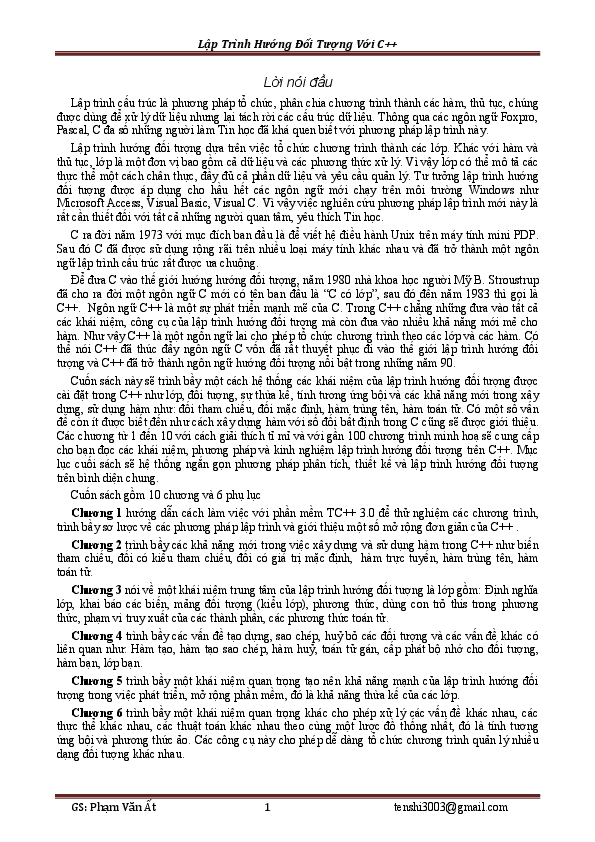 Lập Trình Hướng Đối Tượng Với C++
Lời nói đầu
Lập trình cấu trúc là phương pháp tổ chức, phân chia chương trình thành các hàm, thủ tục, chúng
được dùng để xử lý dữ liệu nhưng lại tách rời các cấu trúc dữ liệu. Thông qua các ngôn ngữ Foxpro,
Pascal, C đa số những người làm Tin học đã khá quen biết với phương pháp lập trình này.
Lập trình hướng đối tượng dựa trên việc tổ chức chương trình thành các lớp. Khác với hàm và
thủ tục, lớp là một đơn vị bao gồm cả dữ liệu và các phương thức xử lý. Vì vậy lớp có thể mô tả các
thực thể một cách chân thực, đầy đủ cả phần dữ liệu và yêu cầu quản lý. Tư tưởng lập trình hướng
đối tượng được áp dụng cho hầu hết các ngôn ngữ mới chạy trên môi trường Windows như
Microsoft Access, Visual Basic, Visual C. Vì vậy việc nghiên cứu phương pháp lập trình mới này là
rất cần thiết đối với tất cả những người quan tâm, yêu thích Tin học.
C ra đời năm 1973 với mục đích ban đầu là để viết hệ điều hành Unix trên máy tính mini PDP.
Sau đó C đã được sử dụng rộng rãi trên nhiều loại máy tính khác nhau và đã trở thành một ngôn
ngữ lập trình cấu trúc rất được ưa chuộng.
Để đưa C vào thế giới hướng hướng đối tượng, năm 1980 nhà khoa học người Mỹ B. Stroustrup
đã cho ra đời một ngôn ngữ C mới có tên ban đầu là “C có lớp”, sau đó đến năm 1983 thì gọi là
C++. Ngôn ngữ C++ là một sự phát triển mạnh mẽ của C. Trong C++ chẳng những đưa vào tất cả
các khái niệm, công cụ của lập trình hướng đối tượng mà còn đưa vào nhiều khả năng mới mẻ cho
hàm. Như vậy C++ là một ngôn ngữ lai cho phép tổ chức chương trình theo các lớp và các hàm. Có
thể nói C++ đã thúc đẩy ngôn ngữ C vốn đã rất thuyết phục đi vào thế giới lập trình hướng đối
tượng và C++ đã trở thành ngôn ngữ hướng đối tượng nổi bật trong những năm 90.
Cuốn sách này sẽ trình bầy một cách hệ thống các khái niệm của lập trình hướng đối tượng được
cài đặt trong C++ như lớp, đối tượng, sự thừa kế, tính tương ứng bội và các khả năng mới trong xây
dựng, sử dụng hàm như: đối tham chiếu, đối mặc định, hàm trùng tên, hàm toán tử. Có một số vấn
đề còn ít được biết đến như cách xây dựng hàm với số đối bất định trong C cũng sẽ được giới thiệu.
Các chương từ 1 đến 10 với cách giải thích tỉ mỉ và với gần 100 chương trình minh hoạ sẽ cung cấp
cho bạn đọc các khái niệm, phương pháp và kinh nghiệm lập trình hướng đối tượng trên C++. Mục
lục cuối sách sẽ hệ thống ngắn gọn phương pháp phân tích, thiết kế và lập trình hướng đối tượng
trên bình diện chung.
Cuốn sách gồm 10 chương và 6 phụ lục
Chương 1 hướng dẫn cách làm việc với phần mềm TC++ 3.0 để thử nghiệm các chương trình,
trình bầy sơ lược về các phương pháp lập trình và giới thiệu một số mở rộng đơn giản của C++ .
Chương 2 trình bầy các khả năng mới trong việc xây dựng và sử dụng hàm trong C++ như biến
tham chiếu, đối có kiểu tham chiếu, đối có giá trị mặc định, hàm trực tuyến, hàm trùng tên, hàm
toán tử.
Chương 3 nói về một khái niệm trung tâm của lập trình hướng đối tượng là lớp gồm: Định nghĩa
lớp, khai báo các biến, mảng đối tượng (kiểu lớp), phương thức, dùng con trỏ this trong phương
thức, phạm vi truy xuất của các thành phần, các phương thức toán tử.
Chương 4 trình bầy các vấn đề tạo dựng, sao chép, huỷ bỏ các đối tượng và các vấn đề khác có
liên quan như: Hàm tạo, hàm tạo sao chép, hàm huỷ, toán tử gán, cấp phát bộ nhớ cho đối tượng,
hàm bạn, lớp bạn.
Chương 5 trình bầy một khái niệm quan trọng tạo nên khả năng mạnh của lập trình hướng đối
tượng trong việc phát triển, mở rộng phần mềm, đó là khả năng thừa kế của các lớp.
Chương 6 trình bầy một khái niệm quan trọng khác cho phép xử lý các vấn đề khác nhau, các
thực thể khác nhau, các thuật toán khác nhau theo cùng một lược đồ thống nhất, đó là tính tương
ứng bội và phương thức ảo. Các công cụ này cho phép dễ dàng tổ chức chương trình quản lý nhiều
dạng đối tượng khác nhau.
GS: Phạm Văn Ất 1 tenshi3003@gmail.com